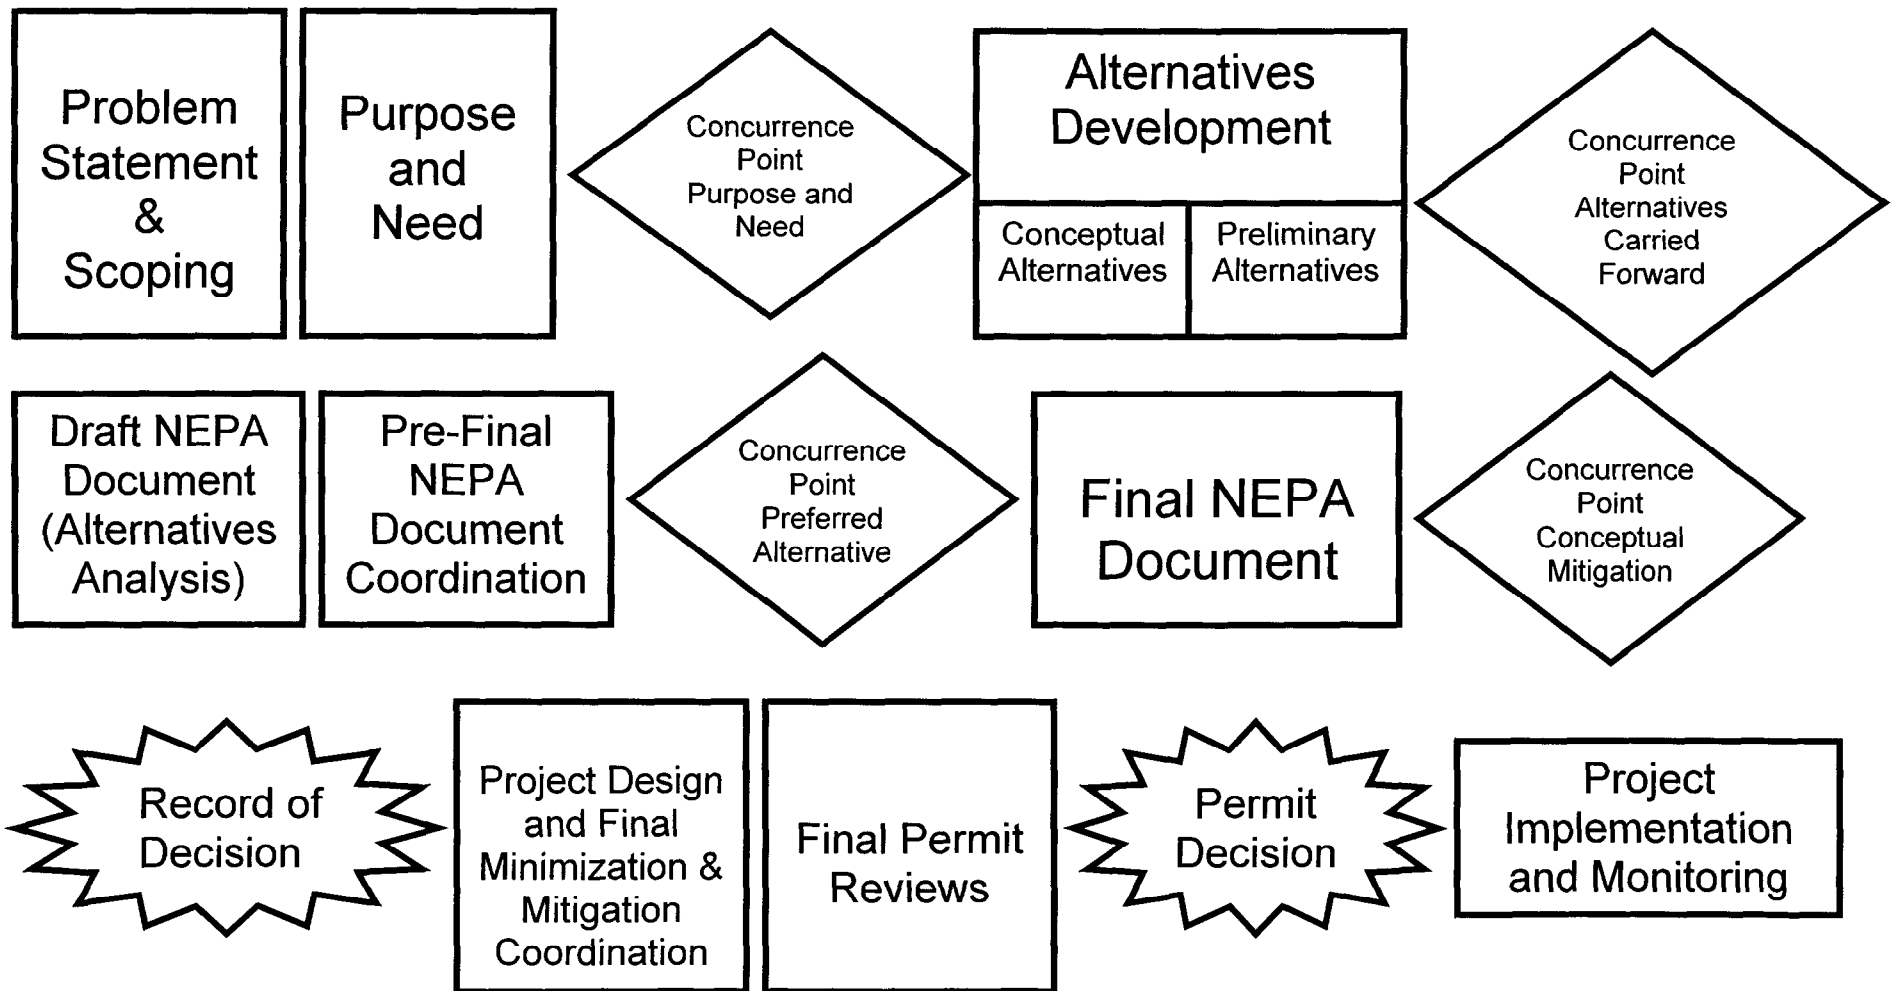 Problem
Statement
&
Scoping
Purpose
and
Need
Concurrence
Point
Purpose and
Need
Alternatives
Development
Conceptual
Alternatives
Preliminary
Alternatives
Concurrence
Point
Alternatives
Carried
Forward
Draft NEPA
Document
(Alternatives
Analysis)
Pre-Final
NEPA
Document
Coordination
Concurrence
Point
Preferred
Alternative
Final NEPA
Document
Concurrence
Point
Conceptual
Mitigation
Record of
Decision
Project Design
and Final
Minimization &
Mitigation
Coordination
Final Permit
Reviews
Permit
Decision
Project
Implementation
and Monitoring